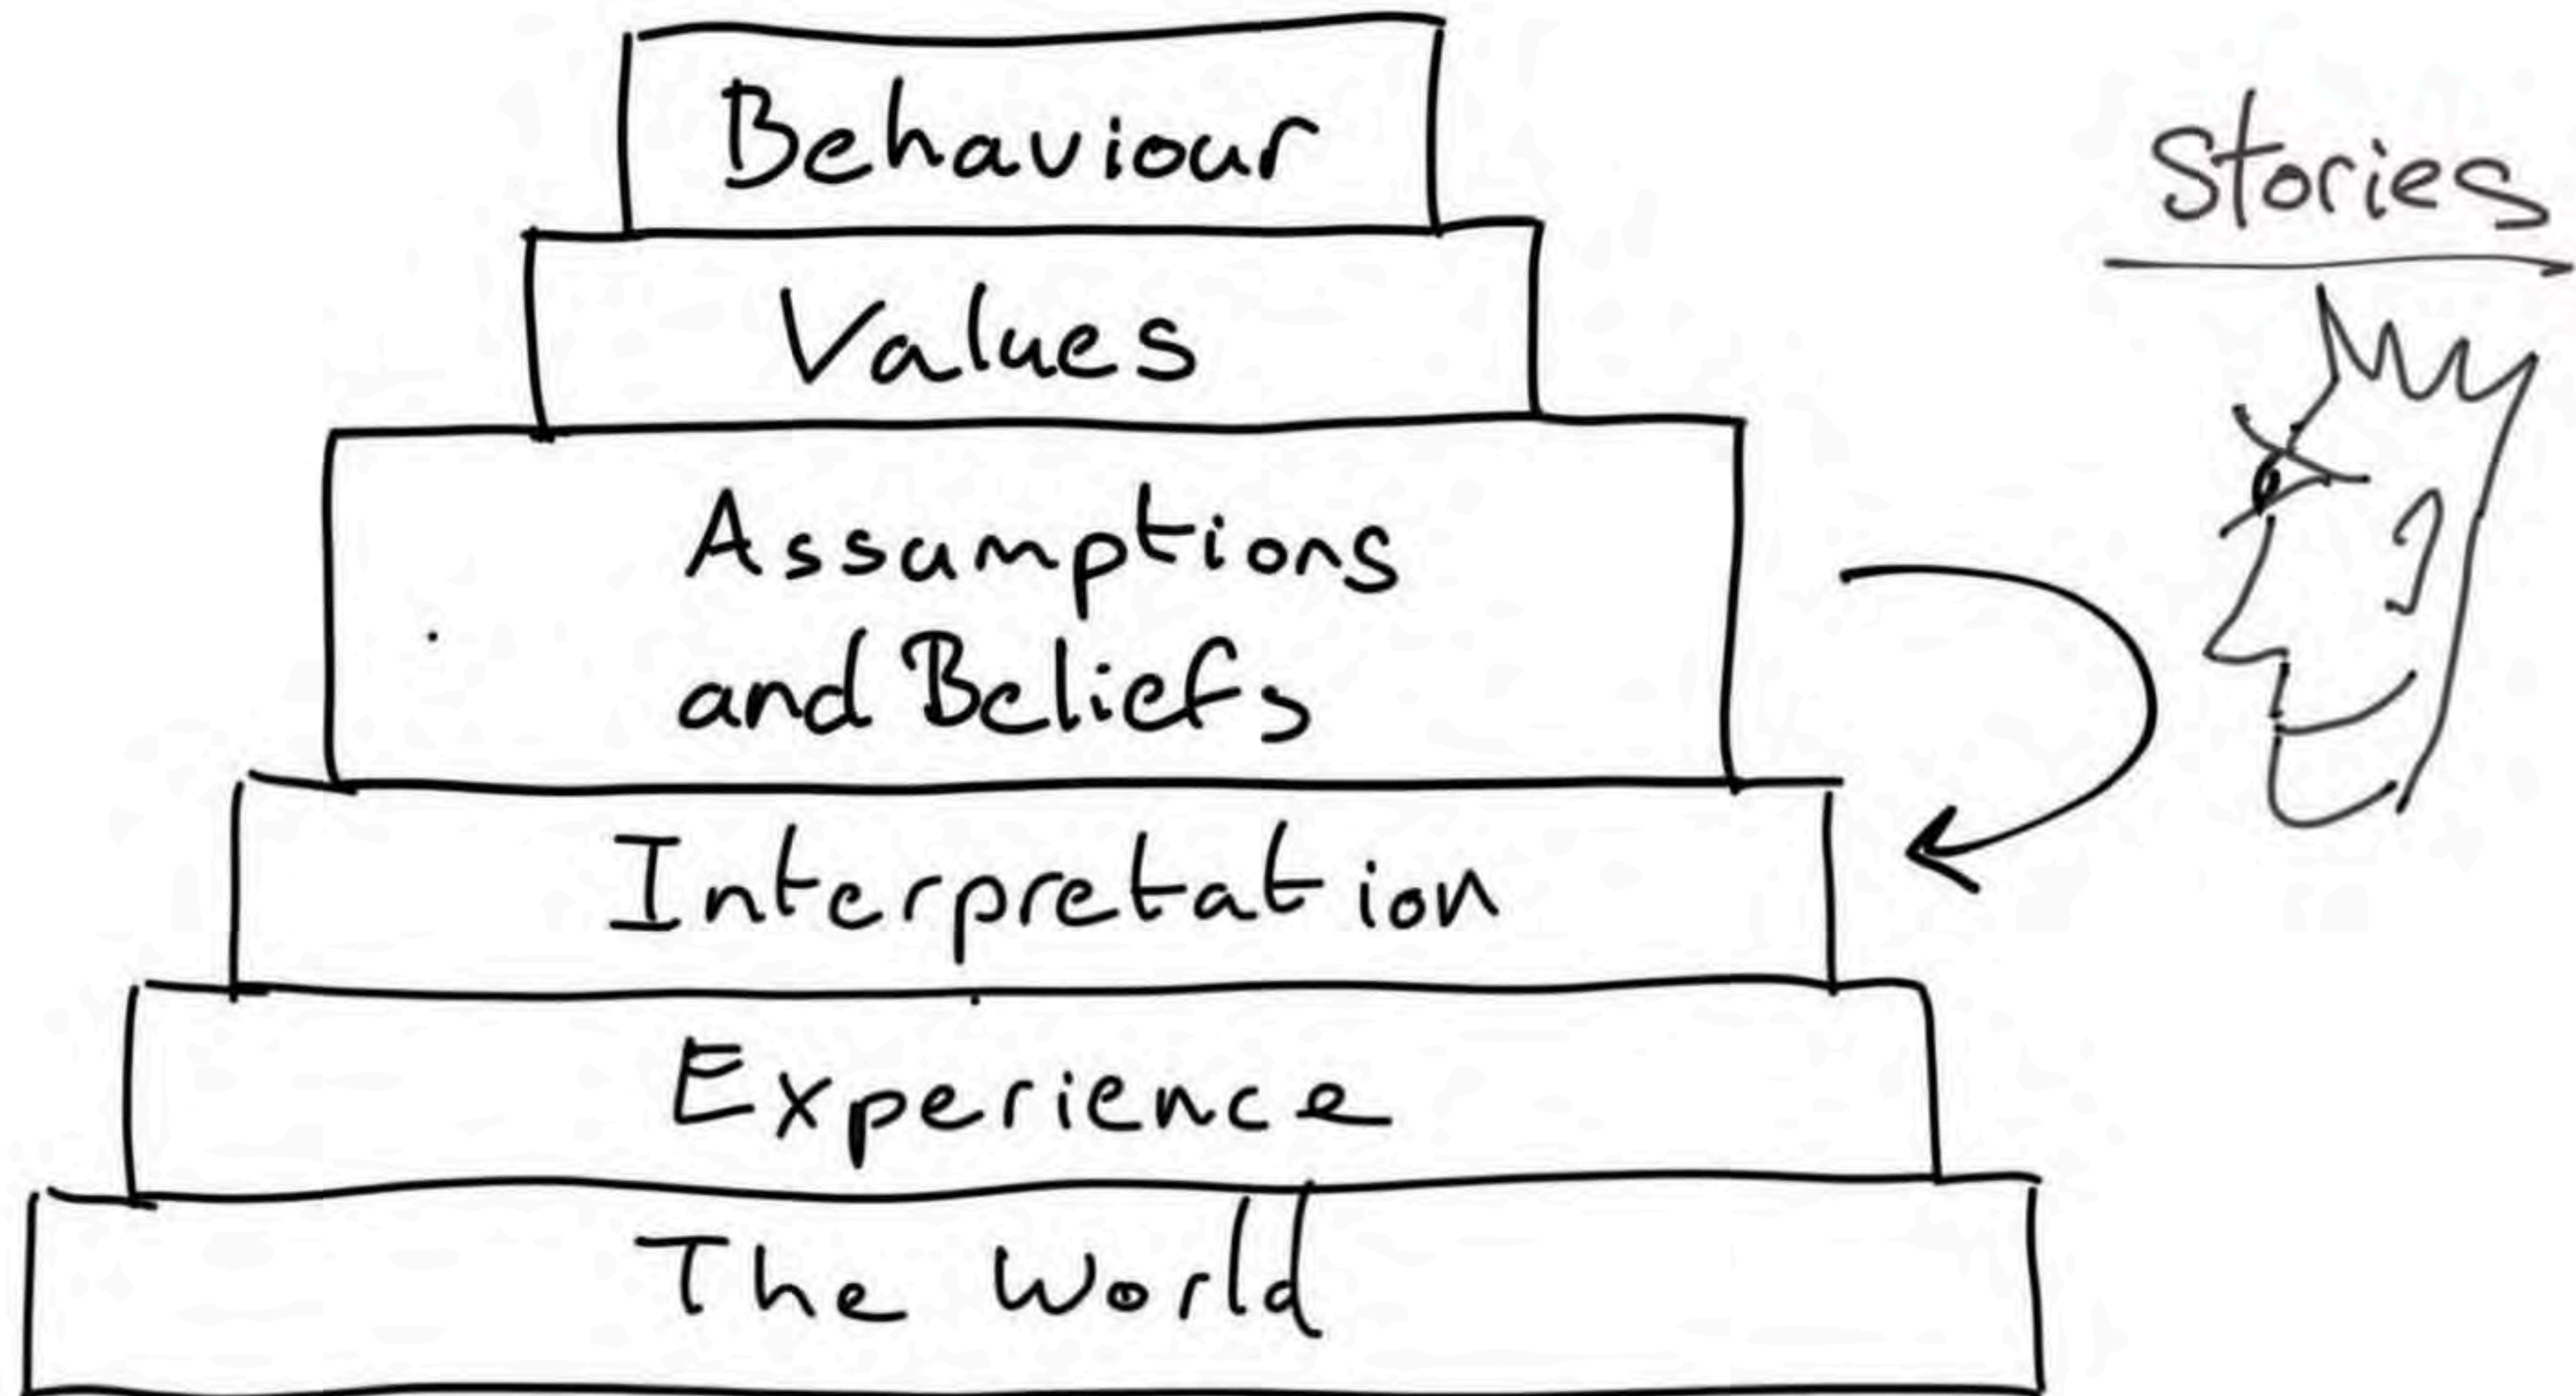 Behaviour
Stories
Values
Assumptions
and Beliefs
Interpretation
Experience
The World